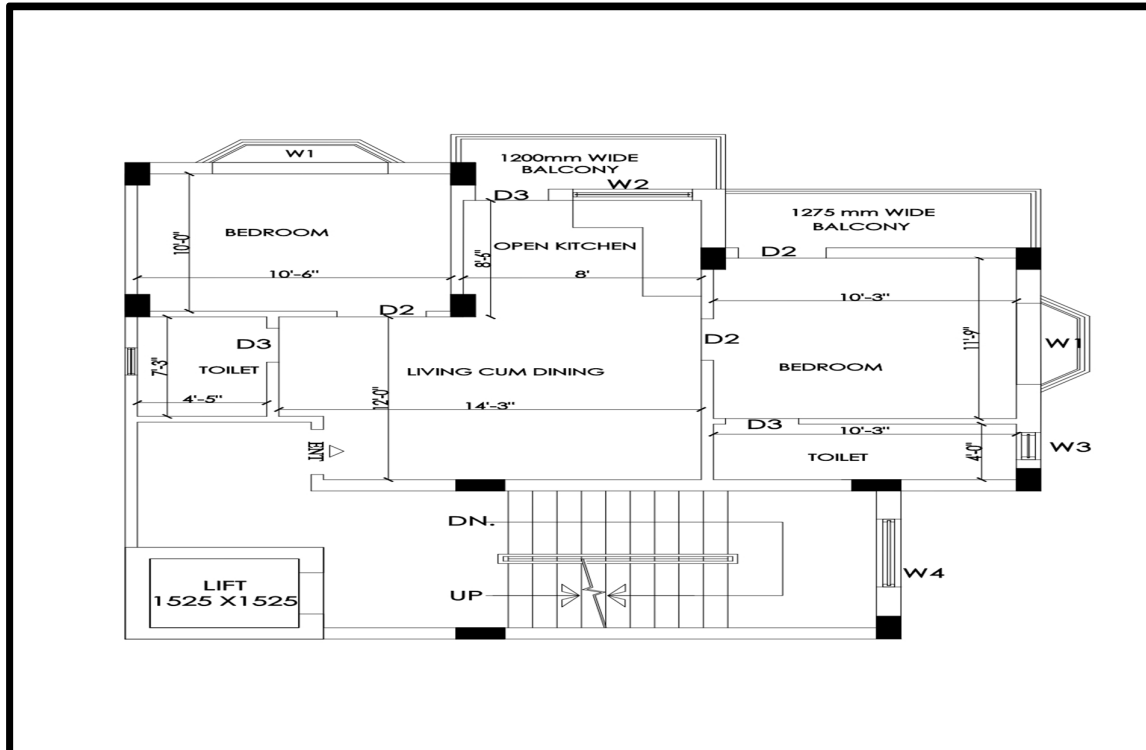 W1
1200mm WIDE
BALCONY
D3
W2
1275 mm WIDE
BALCONY
BEDROOM
10'-0"
10'-6"
OPEN KITCHEN
8'-6"
8'
D2
10'-3"
11'-9"
D2
D3
TOILET
7'-3"
4'-5"
LIVING CUM DINING
12'-0"
14'-3"
D2
BEDROOM
W1
D3
10'-3"
TOILET
4'-0"
W3
ENT
DN.
UP
W4
LIFT
1525 X1525